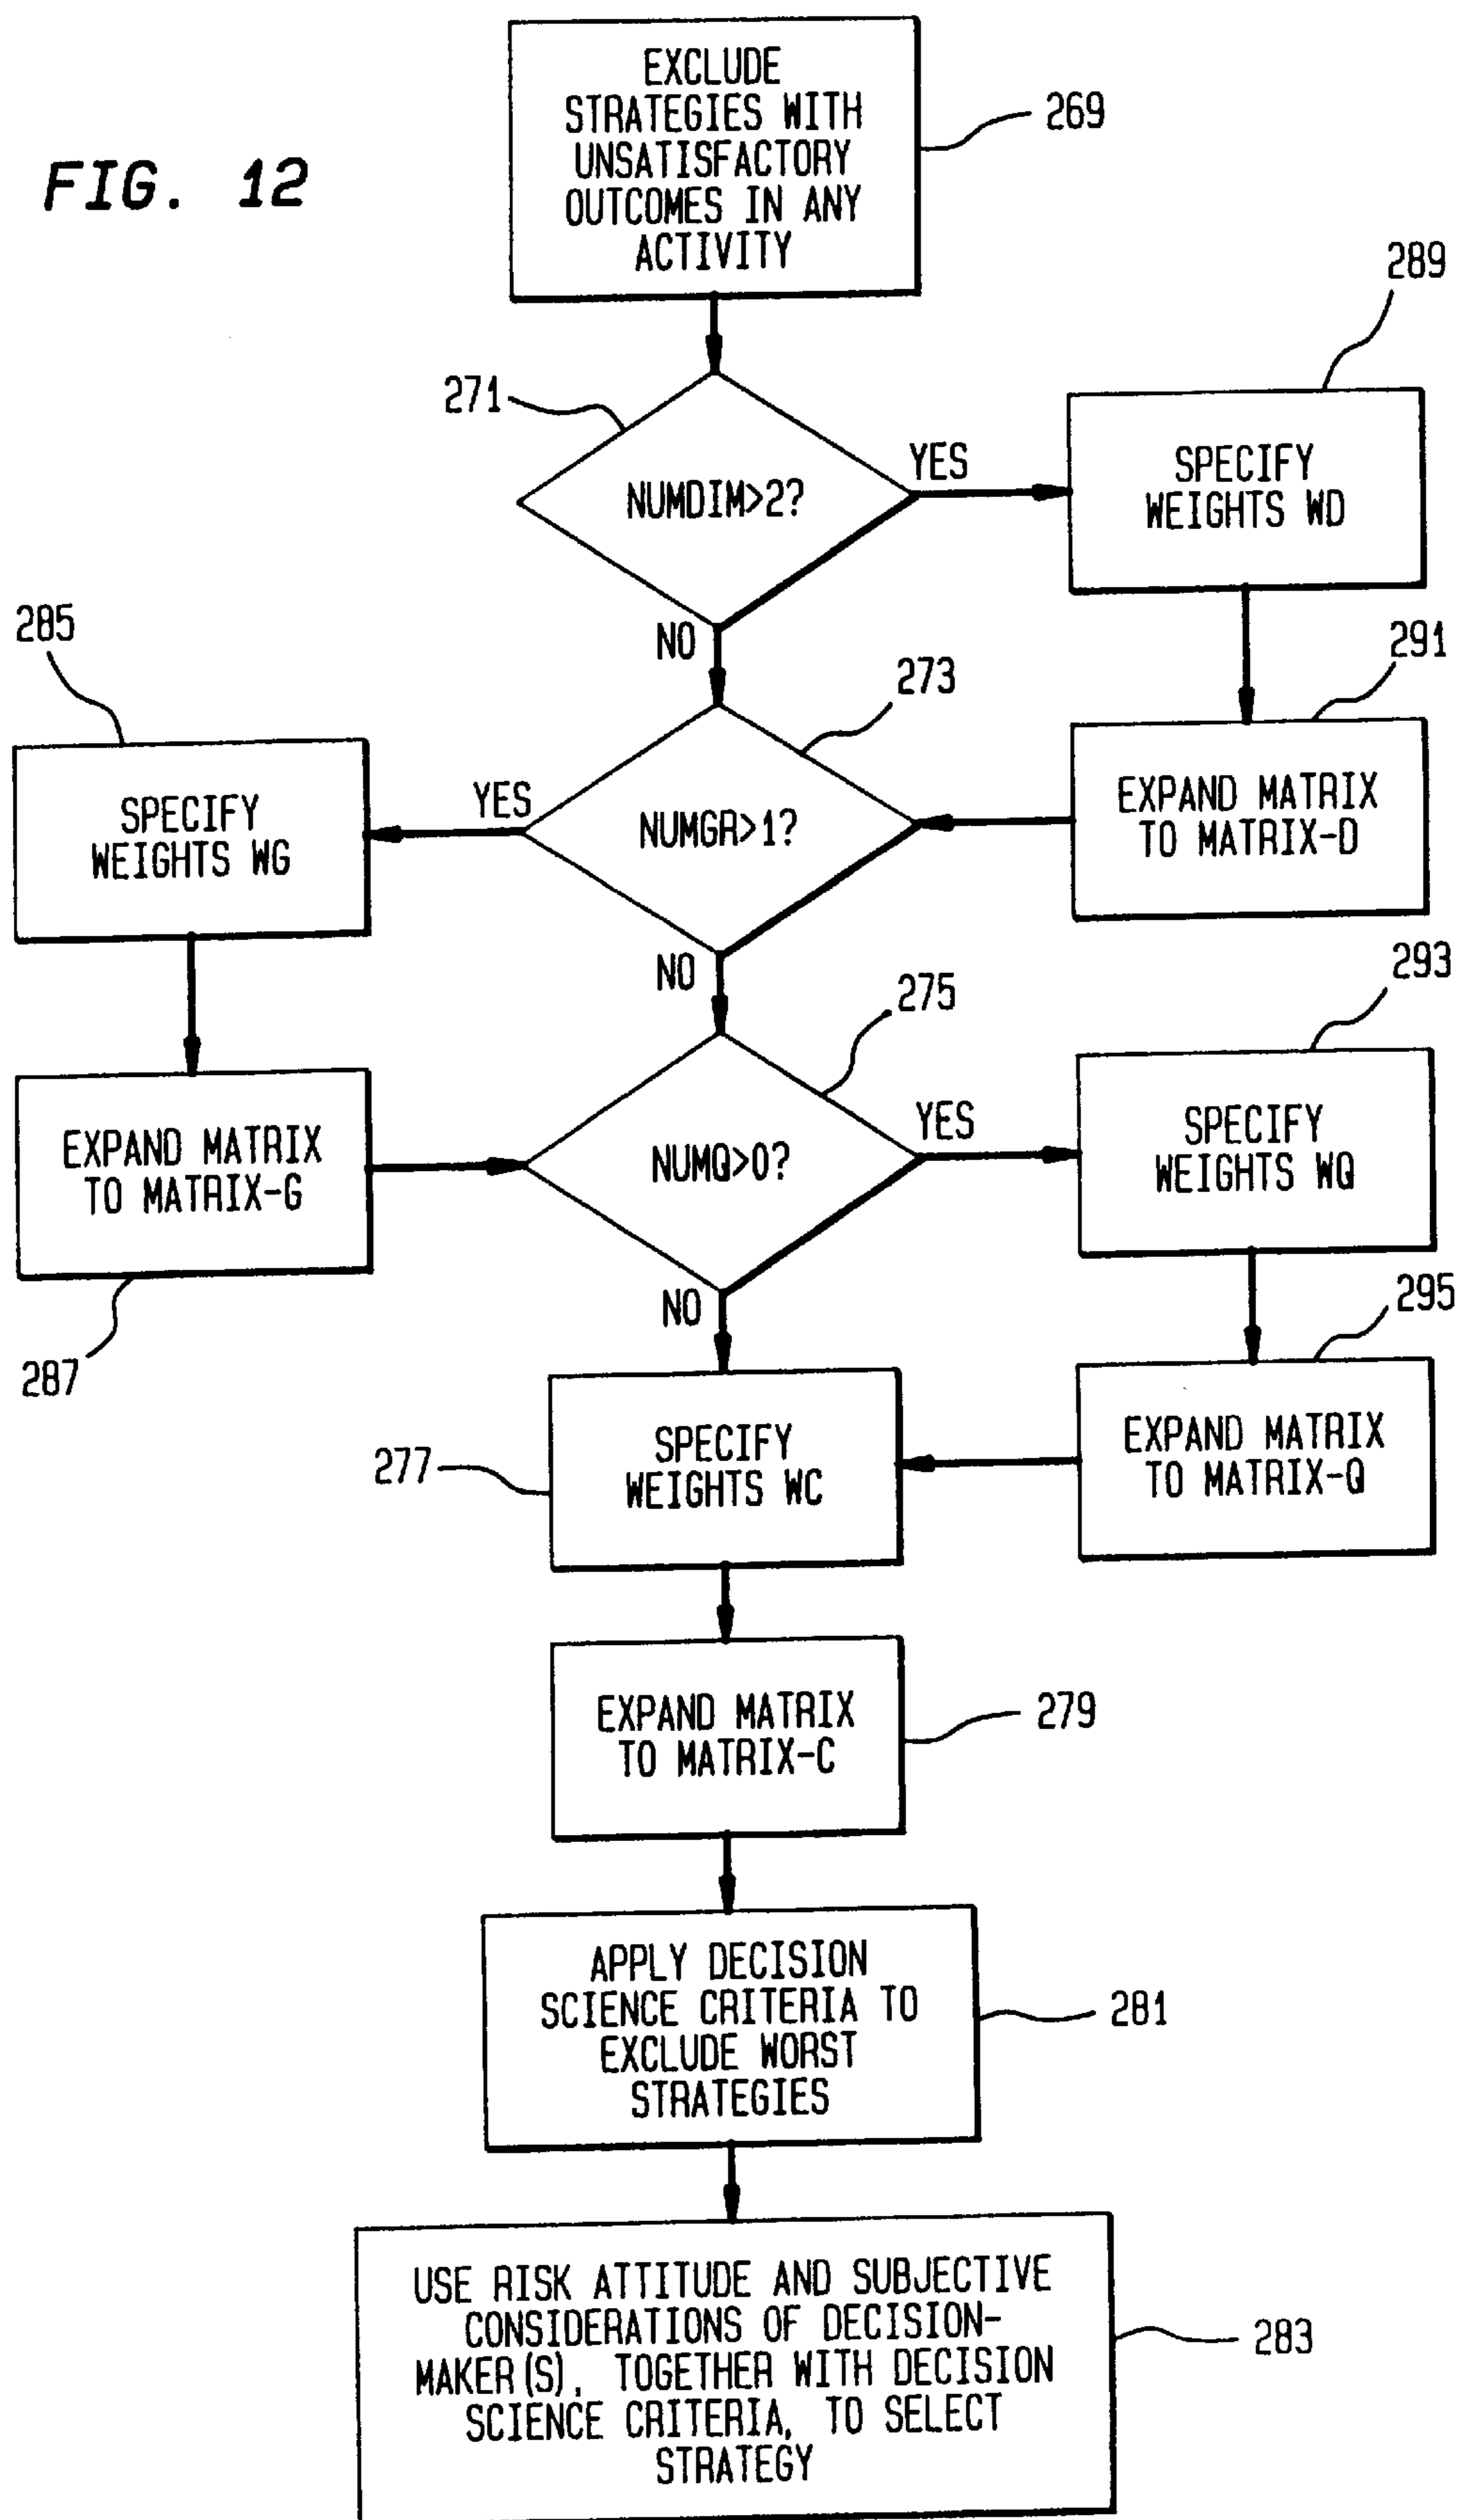 FIG. 12
EXCLUDE
STRATEGIES WITH
UNSATISFACTORY
OUTCOMES IN ANY
ACTIVITY
269
289
271
NUMDIM>2?
YES
SPECIFY
WEIGHTS WD
NO
285
291
273
SPECIFY
WEIGHTS WG
YES
NUMGR>1?
EXPAND MATRIX
TO MATRIX-D
NO
275
293
EXPAND MATRIX
TO MATRIX-G
NUMQ>0?
YES
SPECIFY
WEIGHTS WQ
NO
287
295
277
SPECIFY
WEIGHTS WC
EXPAND MATRIX
TO MATRIX-Q
EXPAND MATRIX
TO MATRIX-C
279
APPLY DECISION
SCIENCE CRITERIA TO
EXCLUDE WORST
STRATEGIES
281
USE RISK ATTITUDE AND SUBJECTIVE
CONSIDERATIONS OF DECISION-
MAKER(S), TOGETHER WITH DECISION
SCIENCE CRITERIA, TO SELECT
STRATEGY
283